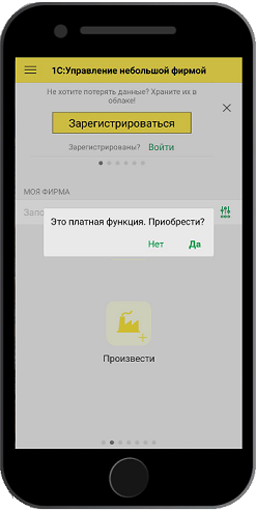 1С:Управление небольшой фирмой
Не хотите потерять данные? Храните их в
облаке!
Зарегистрироваться
Зарегистрированы? Войти
МОЯ ФИРМА
Запо
Это платная функция. Приобрести?
Нет Да
Произвести